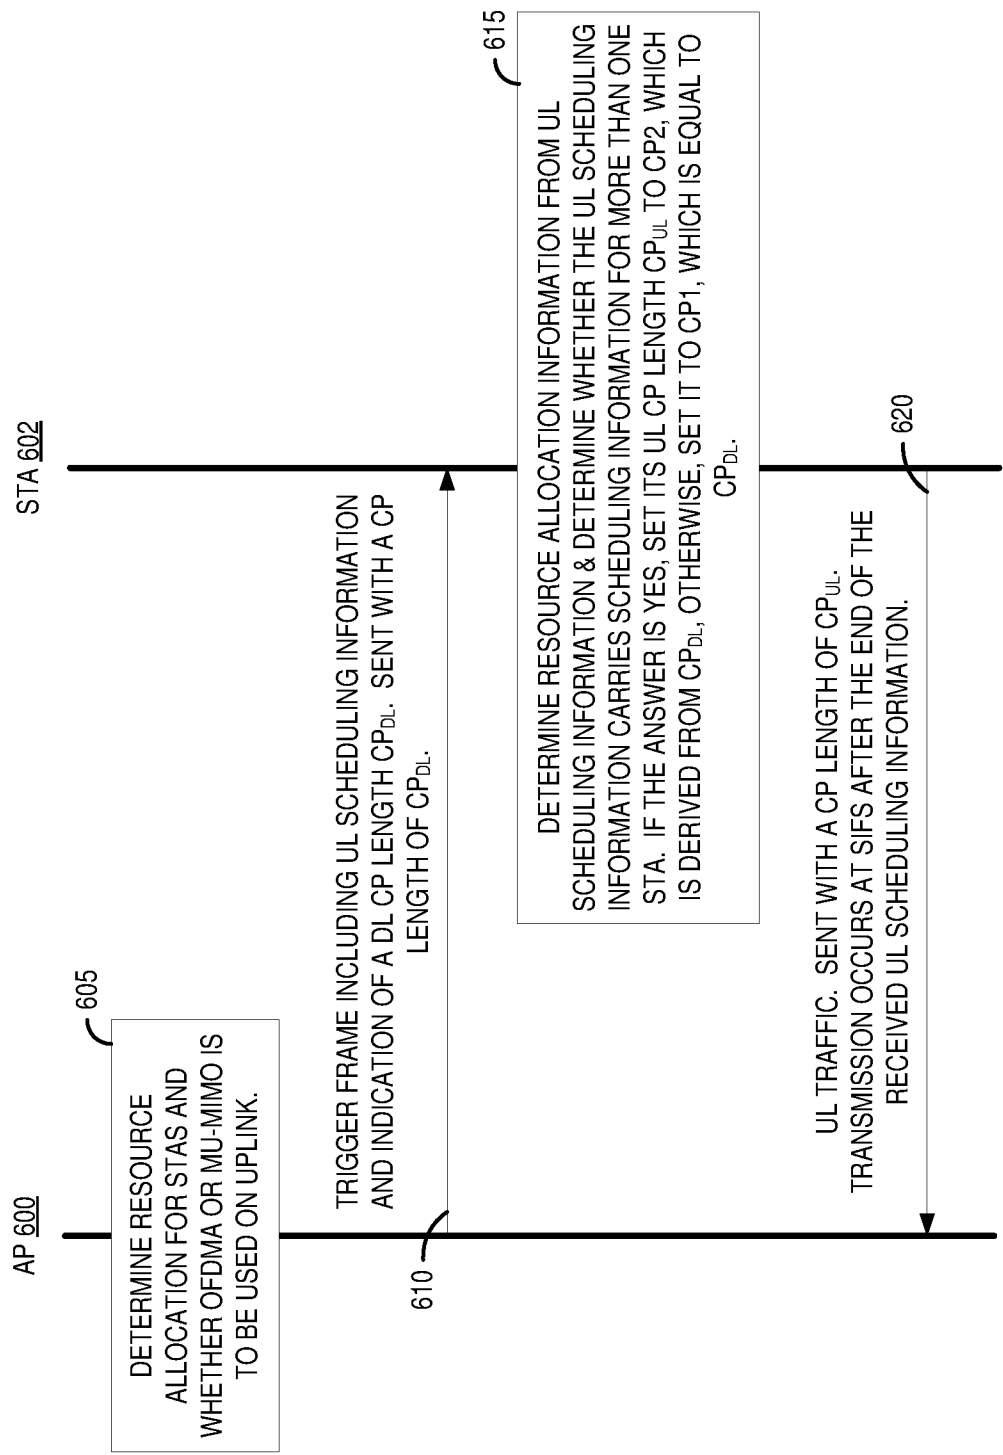 AP 600
STA 602
605
DETERMINE RESOURCE
ALLOCATION FOR STAS AND
WHETHER OFDMA OR MU-MIMO IS
TO BE USED ON UPLINK.
610
TRIGGER FRAME INCLUDING UL SCHEDULING INFORMATION
AND INDICATION OF A DL CP LENGTH CPDL. SENT WITH A CP
LENGTH OF CPDL.
615
DETERMINE RESOURCE ALLOCATION INFORMATION FROM UL
SCHEDULING INFORMATION & DETERMINE WHETHER THE UL SCHEDULING
INFORMATION CARRIES SCHEDULING INFORMATION FOR MORE THAN ONE
STA. IF THE ANSWER IS YES, SET ITS UL CP LENGTH CPUL TO CP2, WHICH
IS DERIVED FROM CPDL, OTHERWISE, SET IT TO CP1, WHICH IS EQUAL TO
CPDL.
620
UL TRAFFIC. SENT WITH A CP LENGTH OF CPUL.
TRANSMISSION OCCURS AT SIFS AFTER THE END OF THE
RECEIVED UL SCHEDULING INFORMATION.